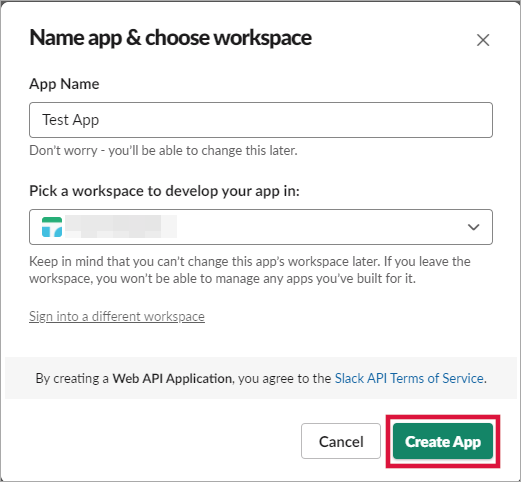 Name app & choose workspace
App Name
Test App
Don't worry - you'll be able to change this later.
Pick a workspace to develop your app in:
Keep in mind that you can't change this app's workspace later. If you leave the
workspace, you won't be able to manage any apps you've built for it.
Sign into a different workspace
By creating a Web API Application, you agree to the Slack API Terms of Service.
Cancel
Create App